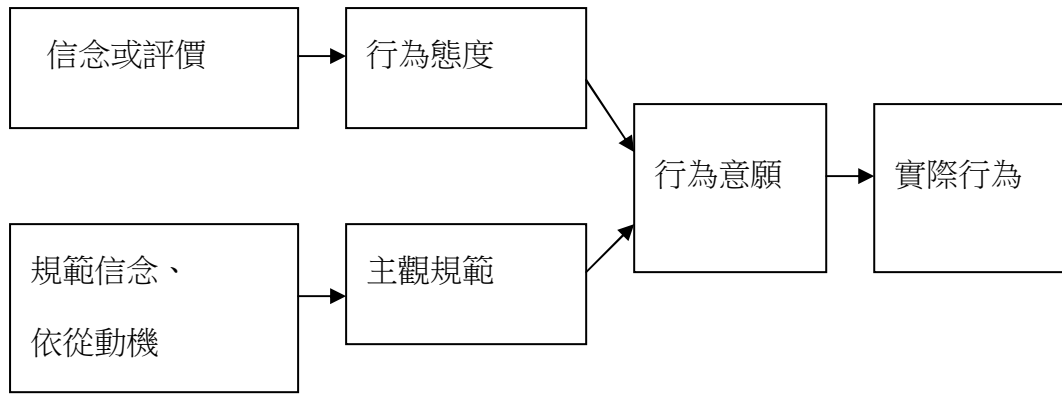 信念或評價
行為態度
行為意願
實際行為
規範信念、
依從動機
主觀規範